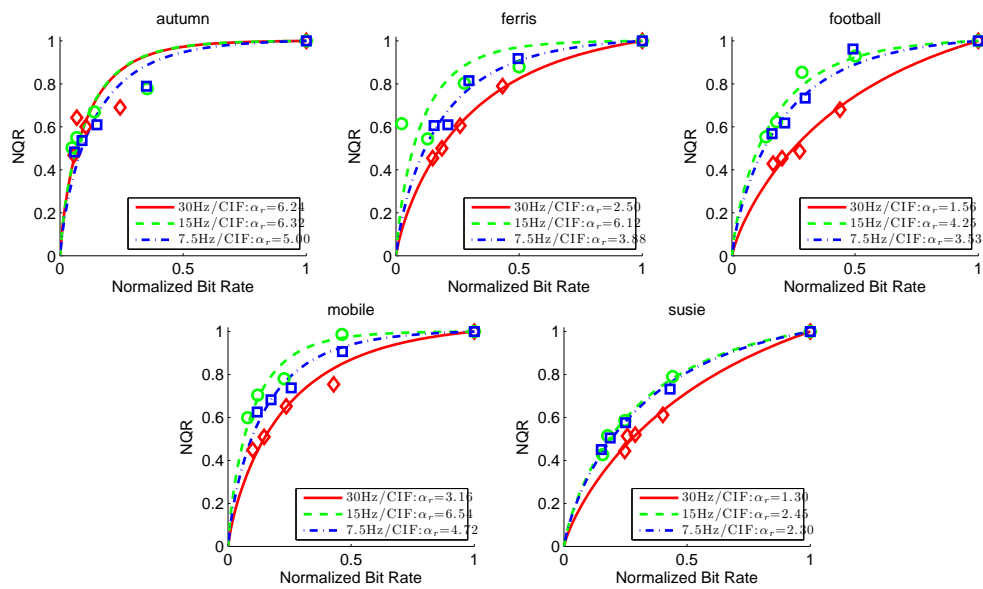 autumn
1
0.8
0.6
0.4
0.2
0
NQR
0 0.5 1
Normalized Bit Rate
30Hz/CIF:α_r=6.24
15Hz/CIF:α_r=6.32
7.5Hz/CIF:α_r=5.00
ferris
1
0.8
0.6
0.4
0.2
0
NQR
0 0.5 1
Normalized Bit Rate
30Hz/CIF:α_r=2.50
15Hz/CIF:α_r=6.12
7.5Hz/CIF:α_r=3.88
football
1
0.8
0.6
0.4
0.2
0
NQR
0 0.5 1
Normalized Bit Rate
30Hz/CIF:α_r=1.56
15Hz/CIF:α_r=4.25
7.5Hz/CIF:α_r=3.53
mobile
1
0.8
0.6
0.4
0.2
0
NQR
0 0.5 1
Normalized Bit Rate
30Hz/CIF:α_r=3.16
15Hz/CIF:α_r=6.54
7.5Hz/CIF:α_r=4.72
susie
1
0.8
0.6
0.4
0.2
0
NQR
0 0.5 1
Normalized Bit Rate
30Hz/CIF:α_r=1.30
15Hz/CIF:α_r=2.45
7.5Hz/CIF:α_r=2.30